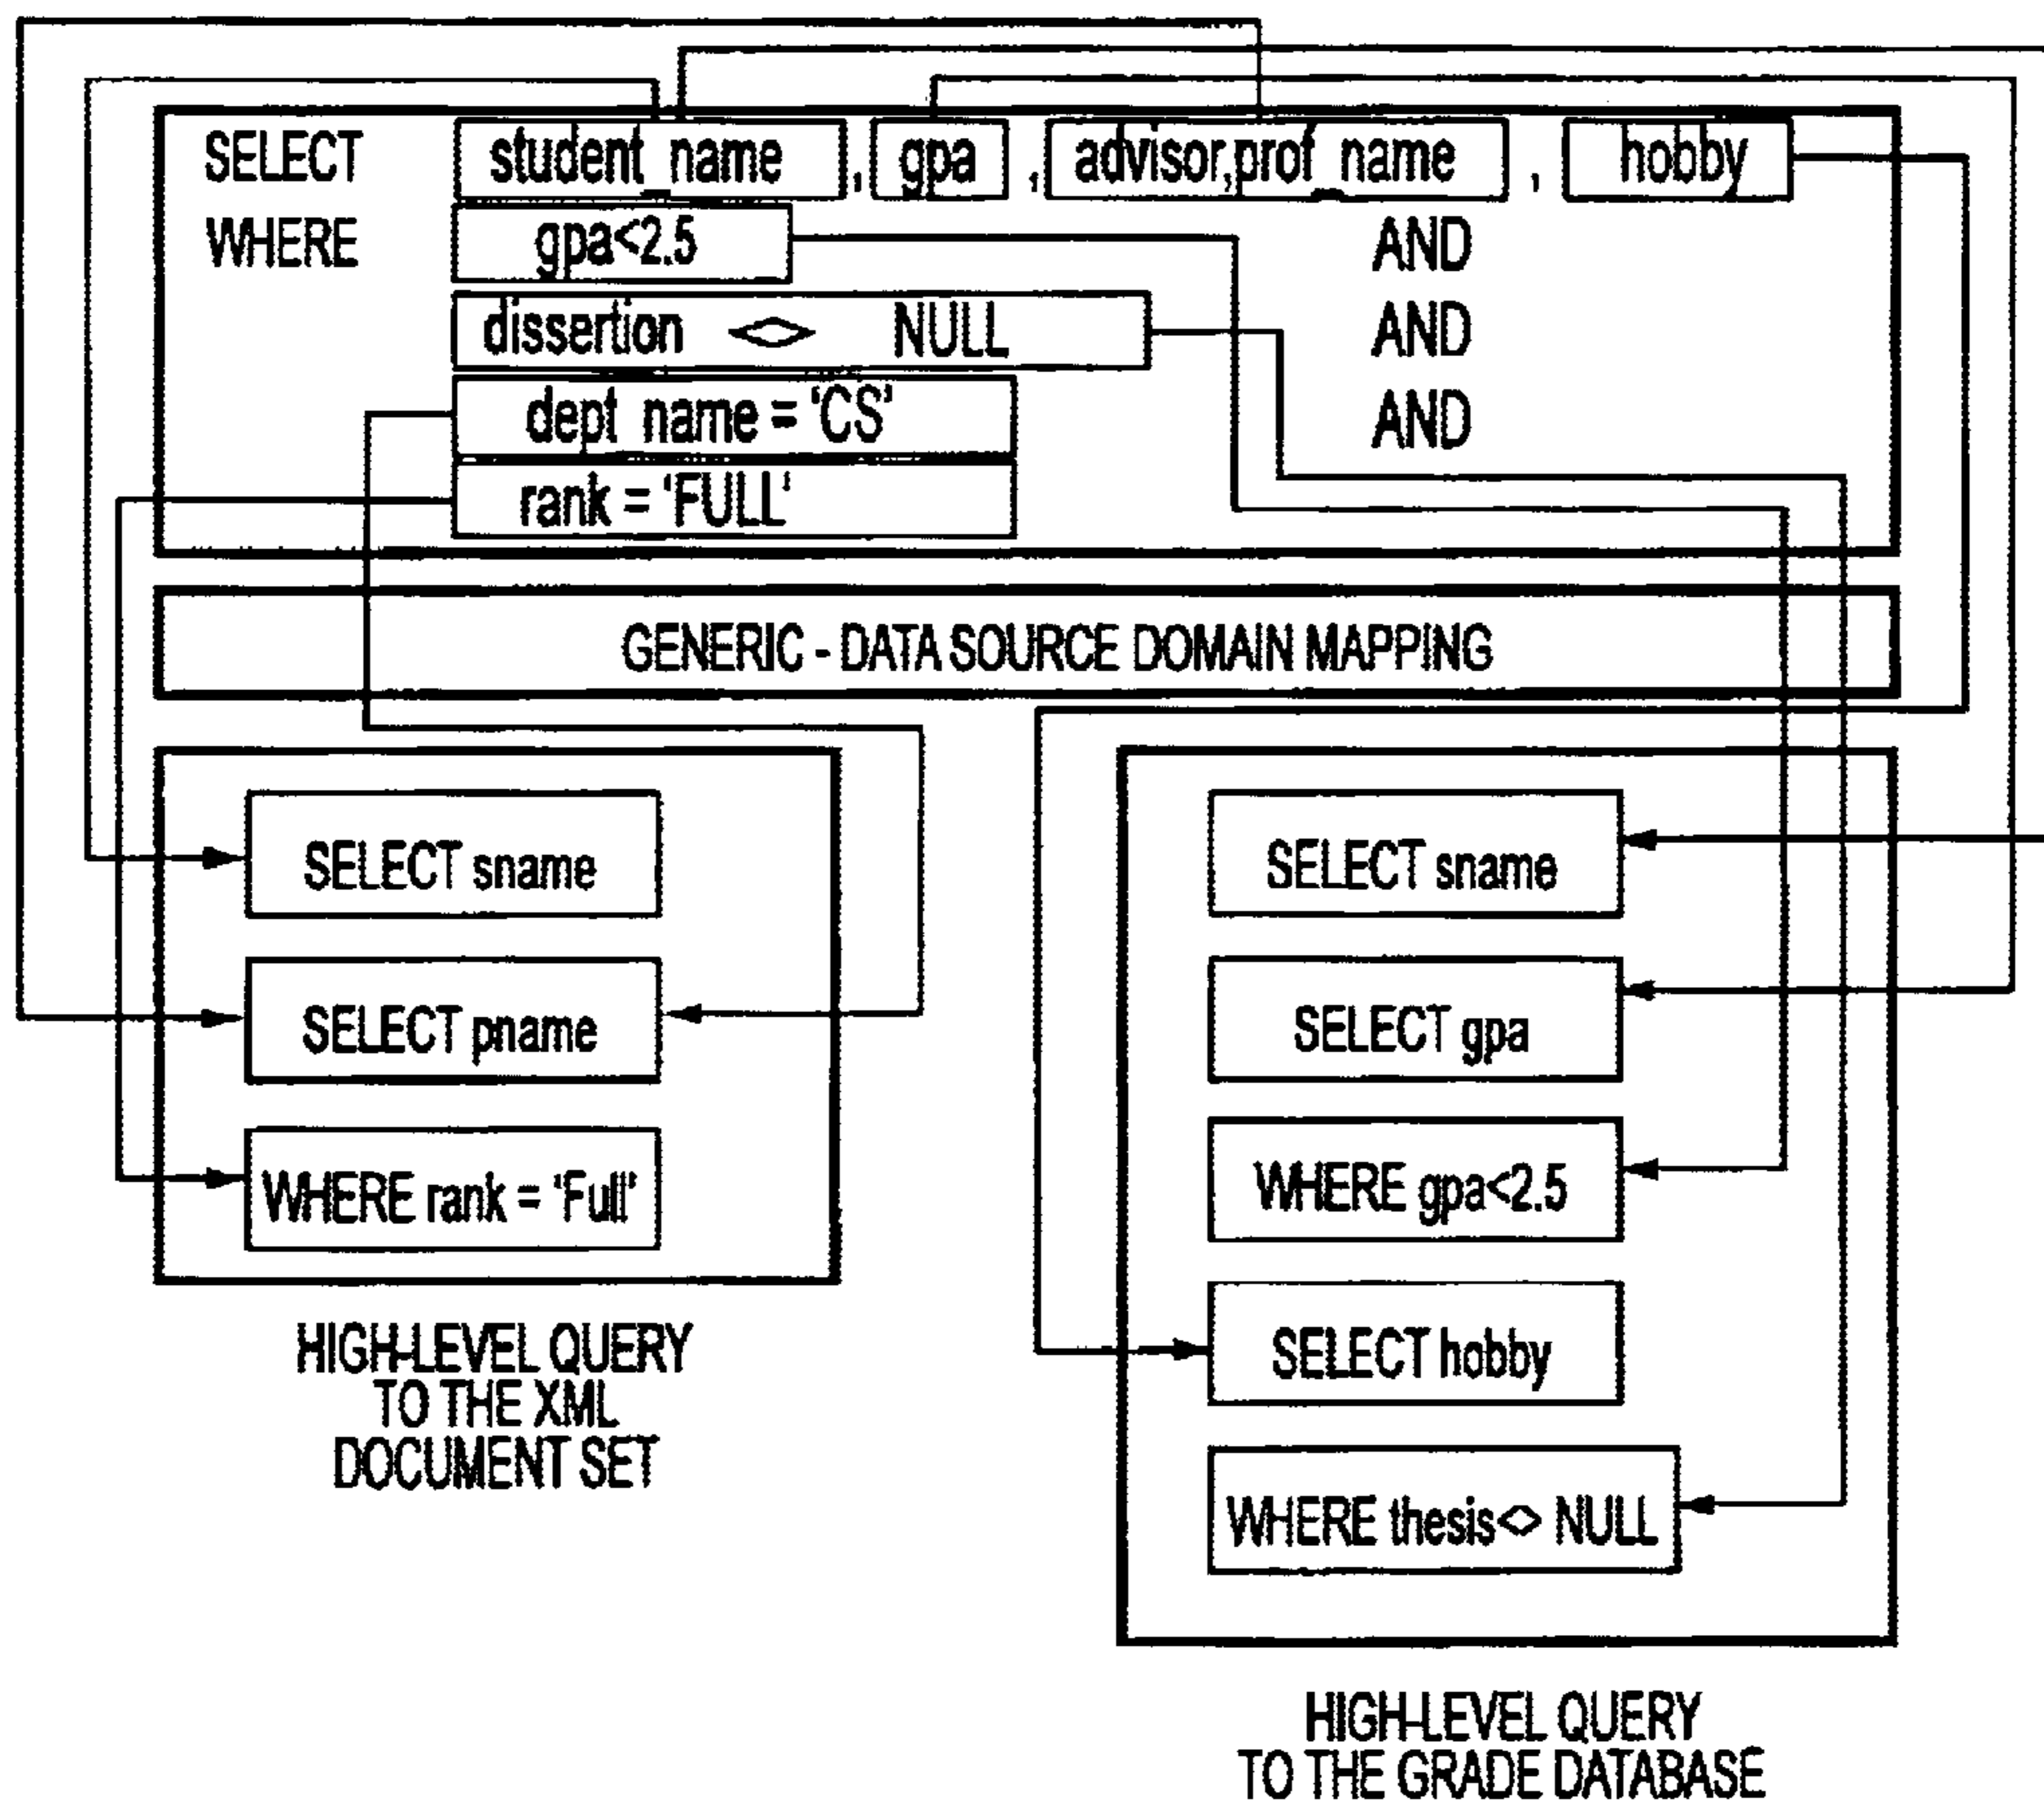 SELECT student_name , gpa , advisor,prof_name , hobby
WHERE gpa<2.5 AND
dissertion <> NULL AND
dept_name = 'CS' AND
rank = 'FULL'
GENERIC - DATA SOURCE DOMAIN MAPPING
SELECT sname
SELECT pname
WHERE rank = 'Full'
HIGH-LEVEL QUERY
TO THE XML
DOCUMENT SET
SELECT sname
SELECT gpa
WHERE gpa<2.5
SELECT hobby
WHERE thesis<> NULL
HIGH-LEVEL QUERY
TO THE GRADE DATABASE